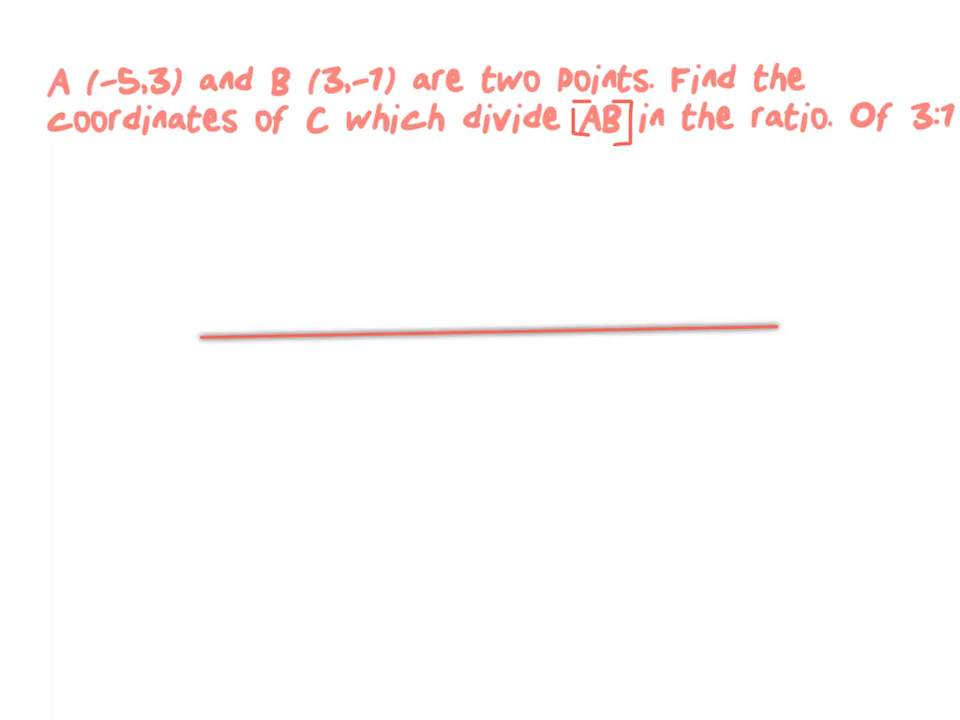 A (-5,3) and B (3,-1) are two points. Find the
coordinates of C which divide [AB] in the ratio. Of 3:1